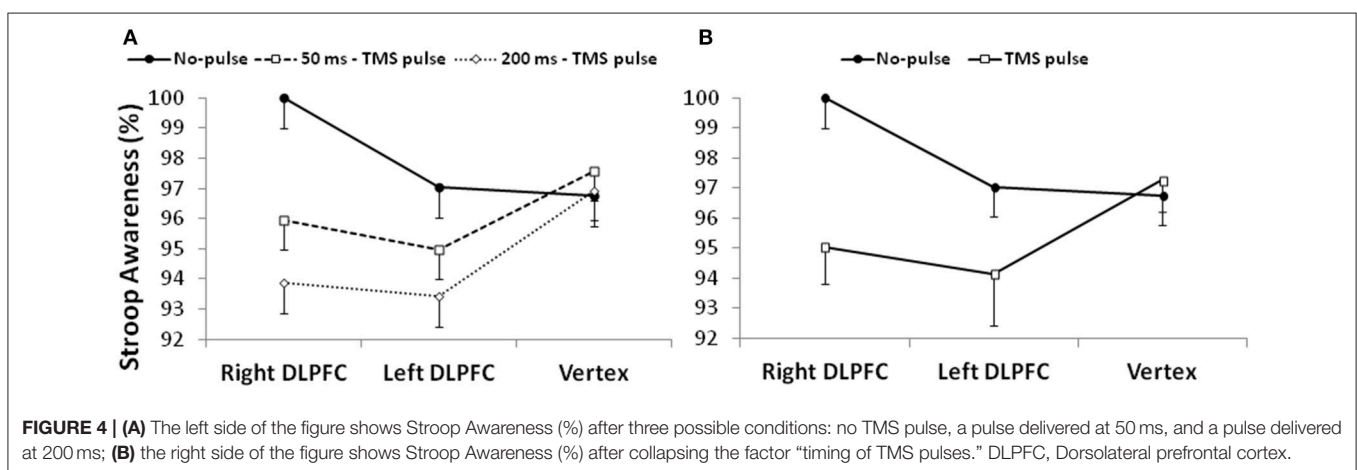 A
No-pulse 50 ms - TMS pulse 200 ms - TMS pulse
Stroop Awareness (%)
100
99
98
97
96
95
94
93
92
Right DLPFC Left DLPFC Vertex
B
No-pulse TMS pulse
100
99
98
97
96
95
94
93
92
Right DLPFC Left DLPFC Vertex
FIGURE 4 | (A) The left side of the figure shows Stroop Awareness (%) after three possible conditions: no TMS pulse, a pulse delivered at 50 ms, and a pulse delivered
at 200 ms; (B) the right side of the figure shows Stroop Awareness (%) after collapsing the factor “timing of TMS pulses.” DLPFC, Dorsolateral prefrontal cortex.